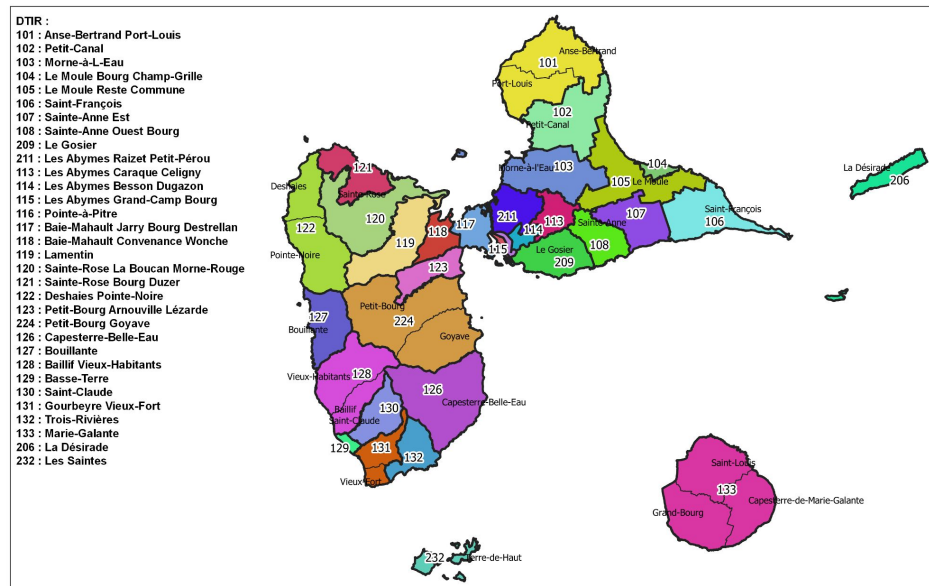 DTIR :
101 : Anse-Bertrand Port-Louis
102 : Petit-Canal
103 : Morne-à-L-Eau
104 : Le Moule Bourg Champ-Grille
105 : Le Moule Reste Commune
106 : Saint-François
107 : Sainte-Anne Est
108 : Sainte-Anne Ouest Bourg
209 : Le Gosier
211 : Les Abymes Raizet Petit-Pérou
113 : Les Abymes Caraque Celigny
114 : Les Abymes Besson Dugazon
115 : Les Abymes Grand-Camp Bourg
116 : Pointe-à-Pitre
117 : Baie-Mahault Jarry Bourg Destrellan
118 : Baie-Mahault Convenance Wonche
119 : Lamentin
120 : Sainte-Rose La Boucan Morne-Rouge
121 : Sainte-Rose Bourg Duzer
122 : Deshaies Pointe-Noire
123 : Petit-Bourg Arnouville Lézarde
224 : Petit-Bourg Goyave
126 : Capesterre-Belle-Eau
127 : Bouillante
128 : Baillif Vieux-Habitants
129 : Basse-Terre
130 : Saint-Claude
131 : Gourbeyre Vieux-Fort
132 : Trois-Rivières
133 : Marie-Galante
206 : La Désirade
232 : Les Saintes
Anse-Bertrand
101
Port-Louis
102
Petit-Canal
Morne-à-l'Eau
103
104
105
Le Moule
La Désirade
206
121
Deshaies
Sainte-Rose
120
122
Pointe-Noire
119
118
117
211
113
114
115
Sainte-Anne
107
Saint-François
106
Le Gosier
209
108
123
Petit-Bourg
127
Bouillante
224
Goyave
Vieux-Habitants
128
126
Capesterre-Belle-Eau
Baillif
130
Saint-Claude
129
131
132
Vieux-Fort
Saint-Louis
133
Capesterre-de-Marie-Galante
Grand-Bourg
232
Terre-de-Haut